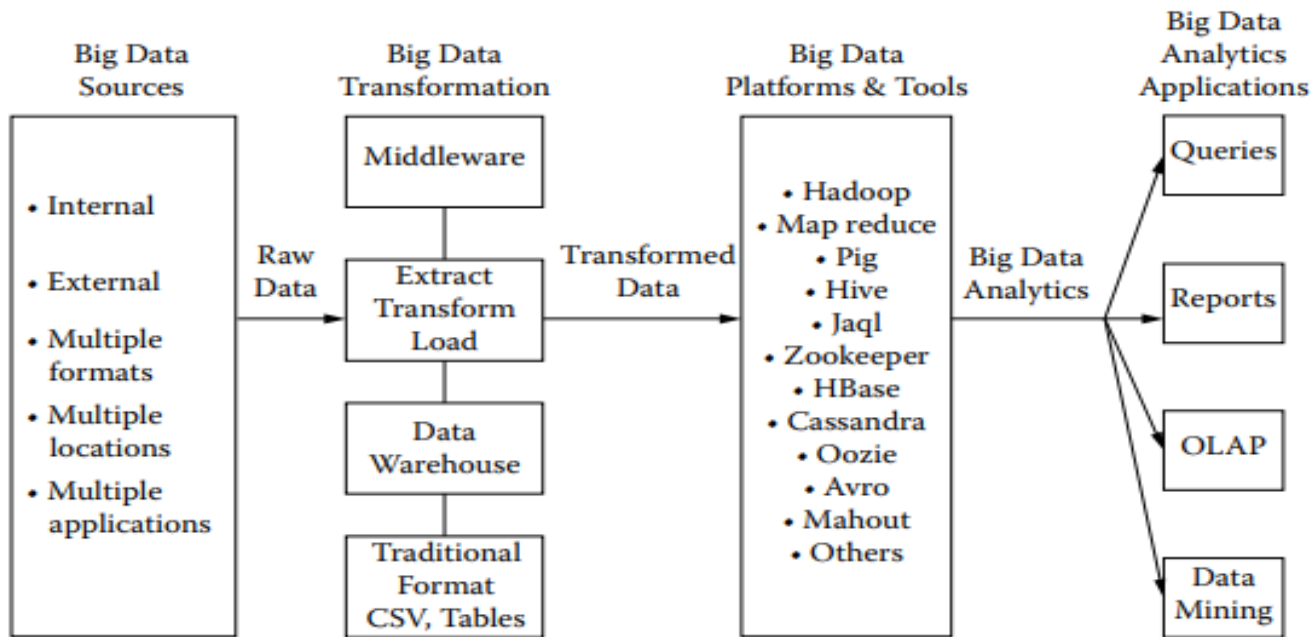 Big Data
Sources
• Internal
• External
• Multiple
formats
• Multiple
locations
• Multiple
applications
Raw
Data
Big Data
Transformation
Middleware
Extract
Transform
Load
Data
Warehouse
Traditional
Format
CSV, Tables
Transformed
Data
Big Data
Platforms & Tools
• Hadoop
• Map reduce
• Pig
• Hive
• Jaql
• Zookeeper
• HBase
• Cassandra
• Oozie
• Avro
• Mahout
• Others
Big Data
Analytics
Big Data
Analytics
Applications
Queries
Reports
OLAP
Data
Mining